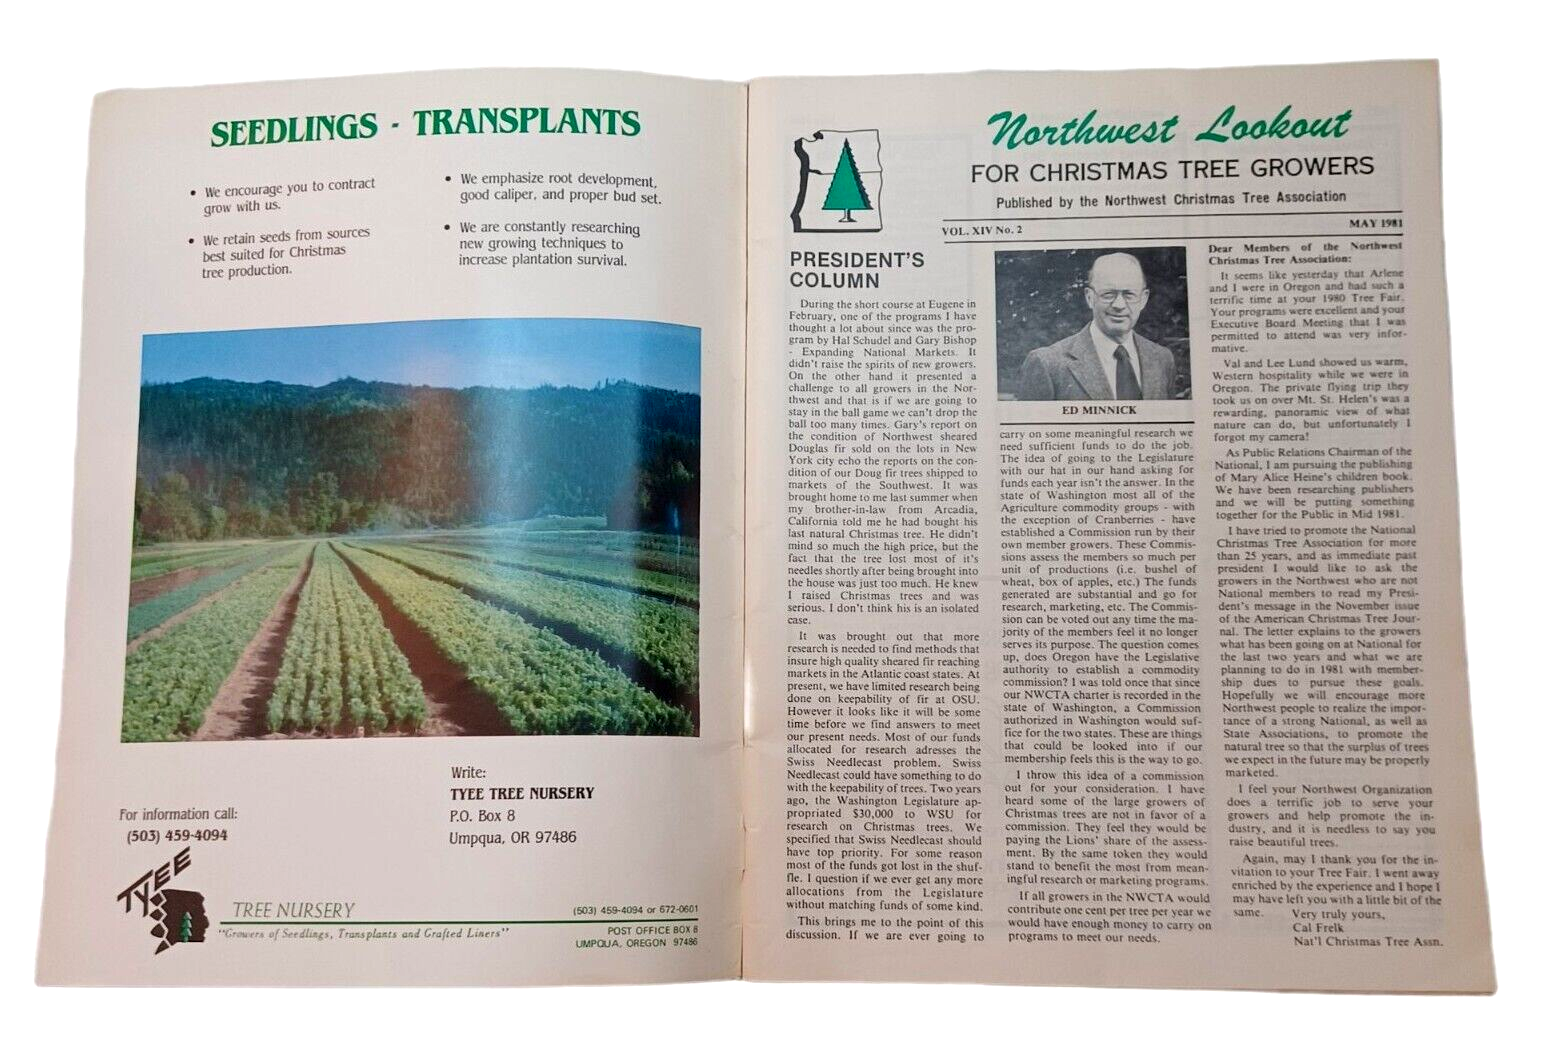 SEEDLINGS - TRANSPLANTS
• We encourage you to contract
grow with us.
• We retain seeds from sources
best suited for Christmas
tree production.
• We emphasize root development,
good caliper, and proper bud set.
• We are constantly researching
new growing techniques to
increase plantation survival.
Write:
TYEE TREE NURSERY
P.O. Box 8
Umpqua, OR 97486
For information call:
(503) 459-4094
TYEE
TREE NURSERY
"Growers of Seedlings, Transplants and Grafted Liners"
(503) 459-4094 or 672-0601
POST OFFICE BOX 8
UMPQUA, OREGON 97486
Northwest Lookout
FOR CHRISTMAS TREE GROWERS
Published by the Northwest Christmas Tree Association
VOL. XIV No. 2
MAY 1981
PRESIDENT'S
COLUMN
During the short course at Eugene in
February, one of the programs I have
thought a lot about since was the pro-
gram by Hal Schudel and Gary Bishop
- Expanding National Markets. It
didn't raise the spirits of new growers.
On the other hand it presented a
challenge to all growers in the Nor-
thwest and that is if we are going to
stay in the ball game we can't drop the
ball too many times. Gary's report on
the condition of Northwest sheared
Douglas fir sold on the lots in New
York city echo the reports on the con-
dition of our Doug fir trees shipped to
markets of the Southwest. It was
brought home to me last summer when
my brother-in-law from Arcadia,
California told me he had bought his
last natural Christmas tree. He didn't
mind so much the high price, but the
fact that the tree lost most of it's
needles shortly after being brought into
the house was just too much. He knew
I raised Christmas trees and was
serious. I don't think his is an isolated
case.
It was brought out that more
research is needed to find methods that
insure high quality sheared fir reaching
markets in the Atlantic coast states. At
present, we have limited research being
done on keepability of fir at OSU.
However it looks like it will be some
time before we find answers to meet
our present needs. Most of our funds
allocated for research adresses the
Swiss Needlecast problem. Swiss
Needlecast could have something to do
with the keepability of trees. Two years
ago, the Washington Legislature ap-
propriated $30,000 to WSU for
research on Christmas trees. We
specified that Swiss Needlecast should
have top priority. For some reason
most of the funds got lost in the shuf-
fle. I question if we ever get any more
allocations from the Legislature
without matching funds of some kind.
This brings me to the point of this
discussion. If we are ever going to
ED MINNICK
carry on some meaningful research we
need sufficient funds to do the job.
The idea of going to the Legislature
with our hat in our hand asking for
funds each year isn't the answer. In the
state of Washington most all of the
Agriculture commodity groups - with
the exception of Cranberries - have
established a Commission run by their
own member growers. These Commis-
sions assess the members so much per
unit of productions (i.e. bushel of
wheat, box of apples, etc.) The funds
generated are substantial and go for
research, marketing, etc. The Commis-
sion can be voted out any time the ma-
jority of the members feel it no longer
serves its purpose. The question comes
up, does Oregon have the Legislative
authority to establish a commodity
commission? I was told once that since
our NWCTA charter is recorded in the
state of Washington, a Commission
authorized in Washington would suf-
fice for the two states. These are things
that could be looked into if our
membership feels this is the way to go.
I throw this idea of a commission
out for your consideration. I have
heard some of the large growers of
Christmas trees are not in favor of a
commission. They feel they would be
paying the Lions' share of the assess-
ment. By the same token they would
stand to benefit the most from mean-
ingful research or marketing programs.
If all growers in the NWCTA would
contribute one cent per tree per year we
would have enough money to carry on
programs to meet our needs.
Dear Members of the Northwest
Christmas Tree Association:
It seems like yesterday that Arlene
and I were in Oregon and had such a
terrific time at your 1980 Tree Fair.
Your programs were excellent and your
Executive Board Meeting that I was
permitted to attend was very infor-
mative.
Val and Lee Lund showed us warm,
Western hospitality while we were in
Oregon. The private flying trip they
took us on over Mt. St. Helen's was a
rewarding, panoramic view of what
nature can do, but unfortunately I
forgot my camera!
As Public Relations Chairman of the
National, I am pursuing the publishing
of Mary Alice Heine's children book.
We have been researching publishers
and we will be putting something
together for the Public in Mid 1981.
I have tried to promote the National
Christmas Tree Association for more
than 25 years, and as immediate past
president I would like to ask the
growers in the Northwest who are not
National members to read my Presi-
dent's message in the November issue
of the American Christmas Tree Jour-
nal. The letter explains to the growers
what has been going on at National for
the last two years and what we are
planning to do in 1981 with member-
ship dues to pursue these goals.
Hopefully we will encourage more
Northwest people to realize the impor-
tance of a strong National, as well as
State Associations, to promote the
natural tree so that the surplus of trees
we expect in the future may be properly
marketed.
I feel your Northwest Organization
does a terrific job to serve your
growers and help promote the in-
dustry, and it is needless to say you
raise beautiful trees.
Again, may I thank you for the in-
vitation to your Tree Fair. I went away
enriched by the experience and I hope I
may have left you with a little bit of the
same. Very truly yours,
Cal Frelk
Nat'l Christmas Tree Assn.